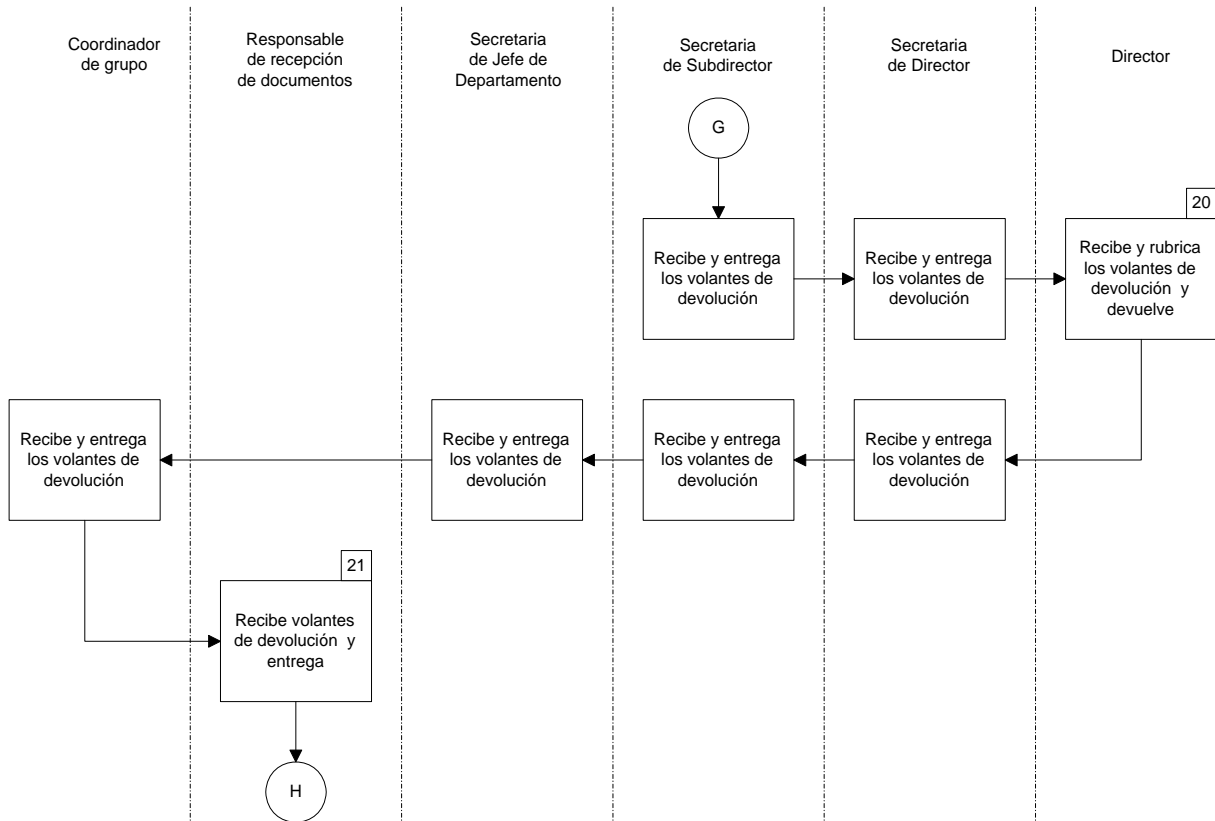 Coordinador
de grupo
Responsable
de recepción
de documentos
Secretaria
de Jefe de
Departamento
Secretaria
de Subdirector
Secretaria
de Director
Director
G
Recibe y entrega
los volantes de
devolución
Recibe y entrega
los volantes de
devolución
20
Recibe y rubrica
los volantes de
devolución y
devuelve
Recibe y entrega
los volantes de
devolución
Recibe y entrega
los volantes de
devolución
Recibe y entrega
los volantes de
devolución
Recibe y entrega
los volantes de
devolución
21
Recibe volantes
de devolución y
entrega
H